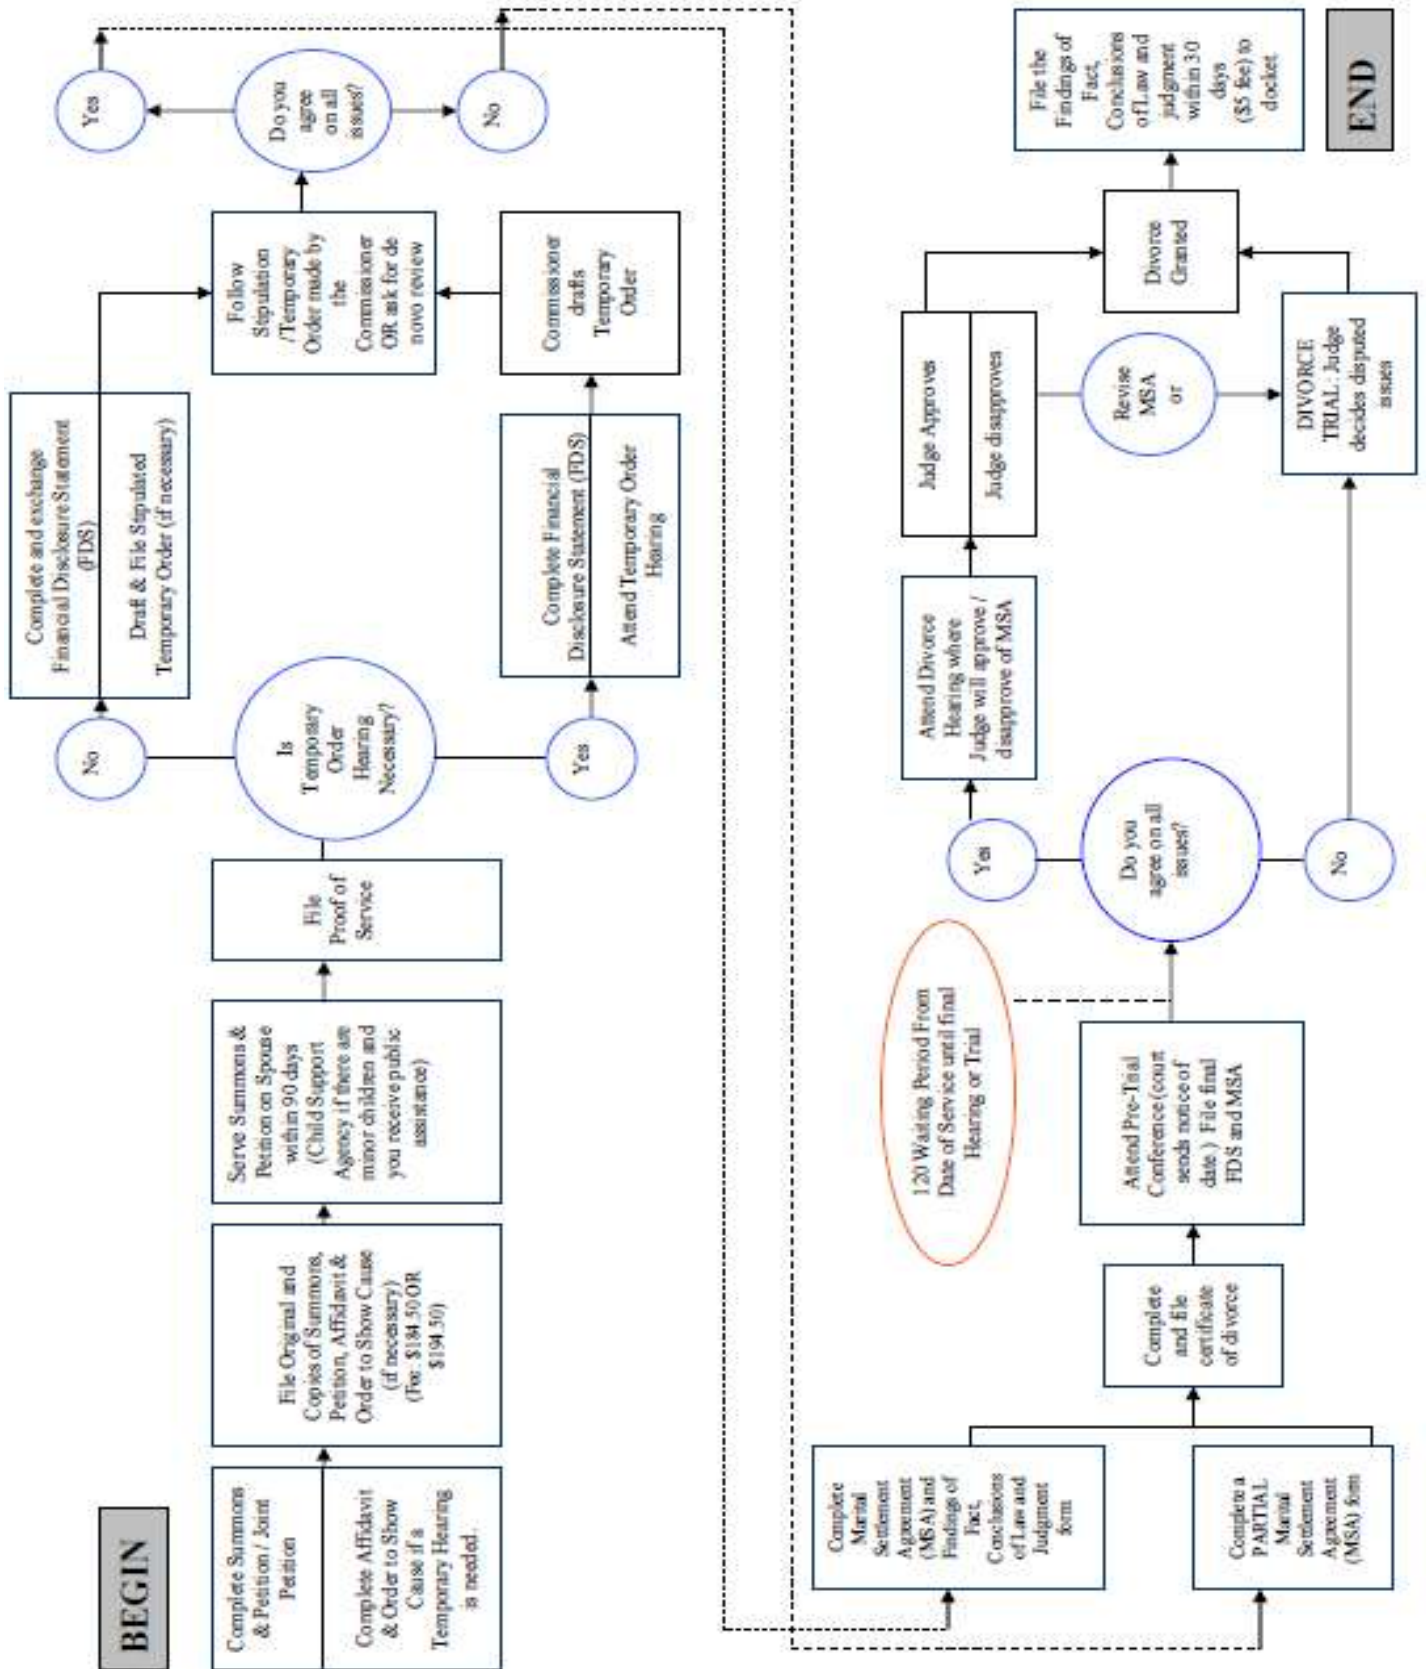 BEGIN
Complete Summons
& Petition / Joint
Petition
Complete Affidavit
& Order to Show
Cause if a
Temporary Hearing
is needed.
File Original and
Copies of Summons,
Petition, Affidavit &
Order to Show Cause
(if necessary)
(Fee: $184.50 OR
$194.50)
Serve Summons &
Petition on Spouse
within 90 days
(Child Support
Agency if there are
minor children and
you receive public
assistance)
File
Proof of
Service
Is
Temporary
Order
Hearing
Necessary?
No
Complete and exchange
Financial Disclosure Statement
(FDS)
Draft & File Stipulated
Temporary Order (if necessary)
Yes
Complete Financial
Disclosure Statement (FDS)
Attend Temporary Order
Hearing
Commissioner
drafts
Temporary
Order
Follow
Stipulation
/Temporary
Order made by
the
Commissioner
OR ask for de
novo review
Do you
agree
on all
issues?
Yes
No
Complete
Marital
Settlement
Agreement
(MSA) and
Findings of
Fact,
Conclusions
of Law and
Judgment
form
Complete a
PARTIAL
Marital
Settlement
Agreement
(MSA) form
Complete
and file
certificate
of divorce
Attend Pre-Trial
Conference (court
sends notice of
date.) File final
FDS and MSA
120 Waiting Period From
Date of Service until final
Hearing or Trial
Do you
agree on all
issues?
Yes
No
Attend Divorce
Hearing where
Judge will approve /
disapprove of MSA
Judge Approves
Judge disapproves
Revise
MSA
or
DIVORCE
TRIAL: Judge
decides disputed
issues
Divorce
Granted
File the
Findings of
Fact,
Conclusions
of Law and
judgment
within 30
days
($5 fee) to
docket
END